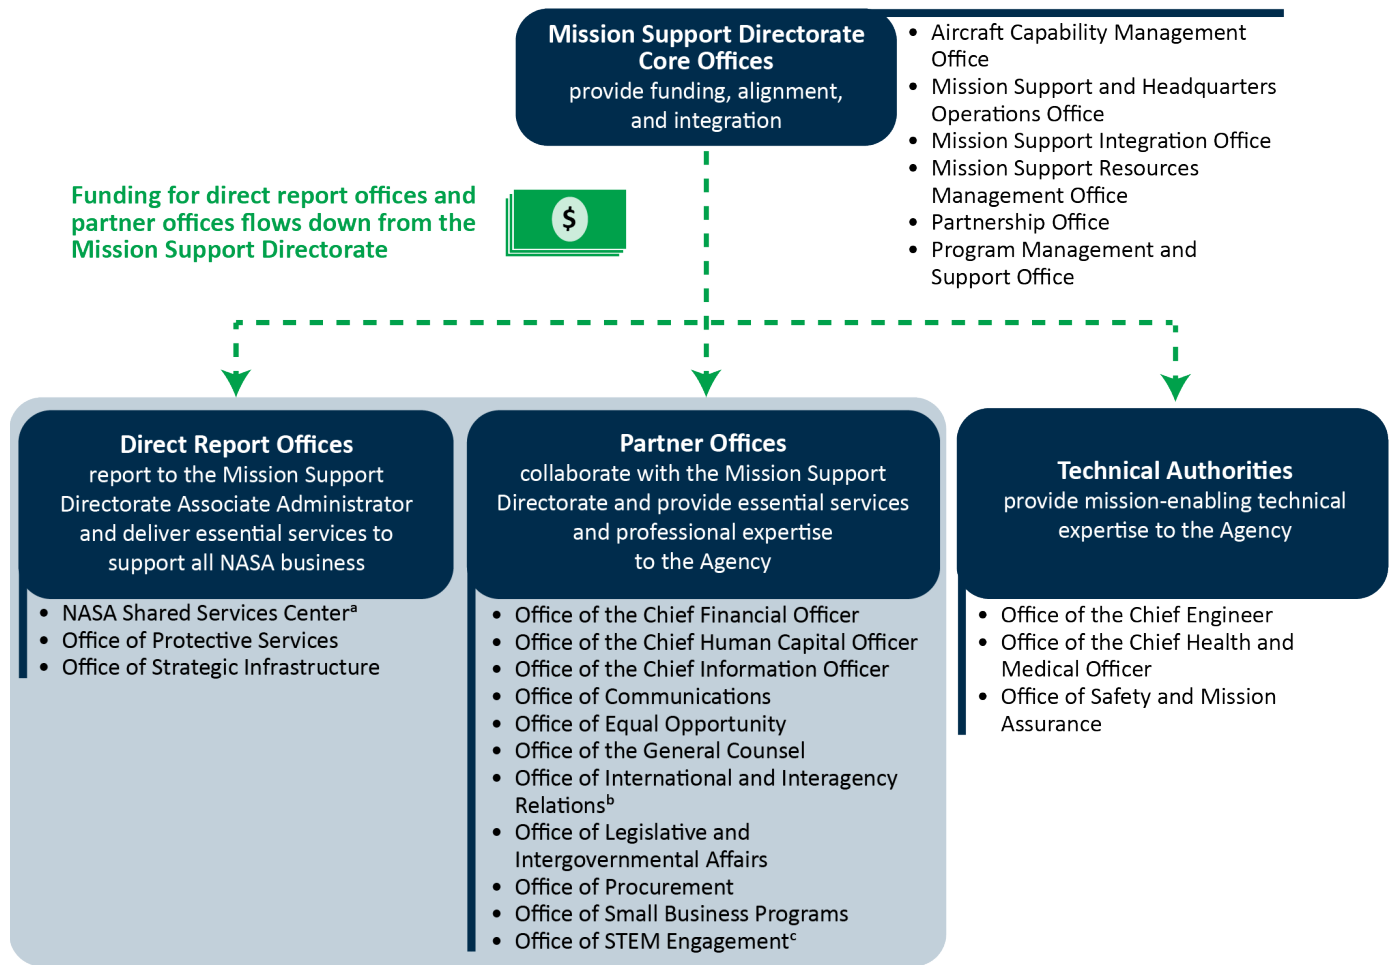 Mission Support Directorate
Core Offices
provide funding, alignment,
and integration
• Aircraft Capability Management
Office
• Mission Support and Headquarters
Operations Office
• Mission Support Integration Office
• Mission Support Resources
Management Office
• Partnership Office
• Program Management and
Support Office
Funding for direct report offices and
partner offices flows down from the
Mission Support Directorate
$
Direct Report Offices
report to the Mission Support
Directorate Associate Administrator
and deliver essential services to
support all NASA business
• NASA Shared Services Centerᵃ
• Office of Protective Services
• Office of Strategic Infrastructure
Partner Offices
collaborate with the Mission Support
Directorate and provide essential services
and professional expertise
to the Agency
• Office of the Chief Financial Officer
• Office of the Chief Human Capital Officer
• Office of the Chief Information Officer
• Office of Communications
• Office of Equal Opportunity
• Office of the General Counsel
• Office of International and Interagency
Relationsᵇ
• Office of Legislative and
Intergovernmental Affairs
• Office of Procurement
• Office of Small Business Programs
• Office of STEM Engagementᶜ
Technical Authorities
provide mission-enabling technical
expertise to the Agency
• Office of the Chief Engineer
• Office of the Chief Health and
Medical Officer
• Office of Safety and Mission
Assurance